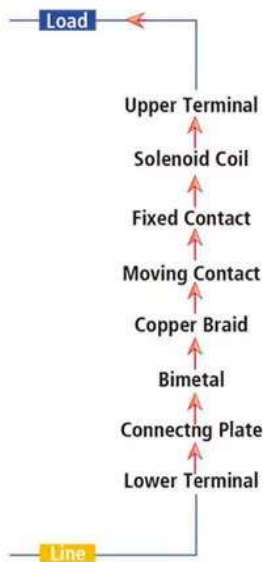 Load
Upper Terminal
Solenoid Coil
Fixed Contact
Moving Contact
Copper Braid
Bimetal
Connectng Plate
Lower Terminal
Line